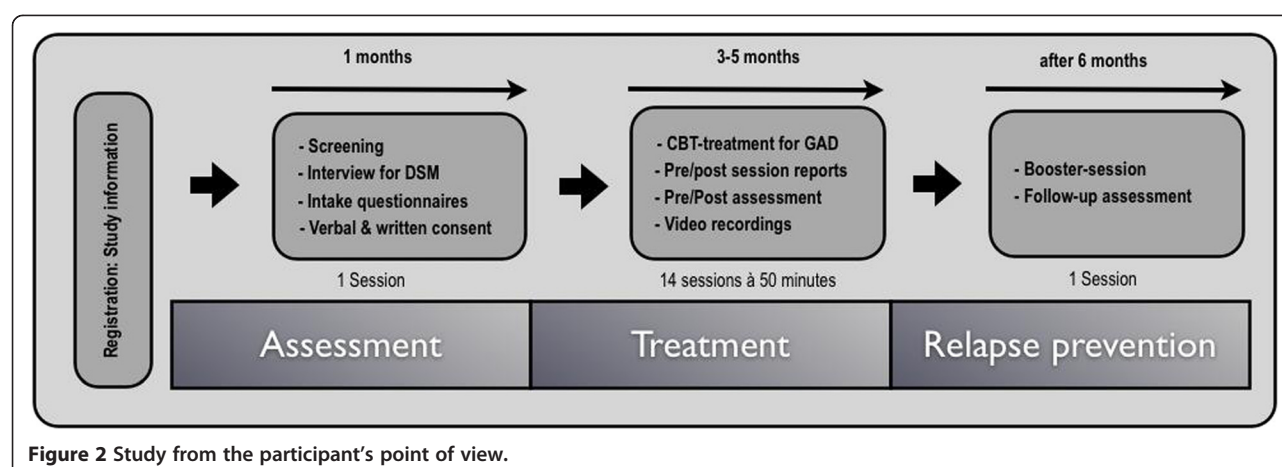 Registration: Study information
1 months
- Screening
- Interview for DSM
- Intake questionnaires
- Verbal & written consent
1 Session
Assessment
3-5 months
- CBT-treatment for GAD
- Pre/post session reports
- Pre/Post assessment
- Video recordings
14 sessions à 50 minutes
Treatment
after 6 months
- Booster-session
- Follow-up assessment
1 Session
Relapse prevention
Figure 2 Study from the participant's point of view.